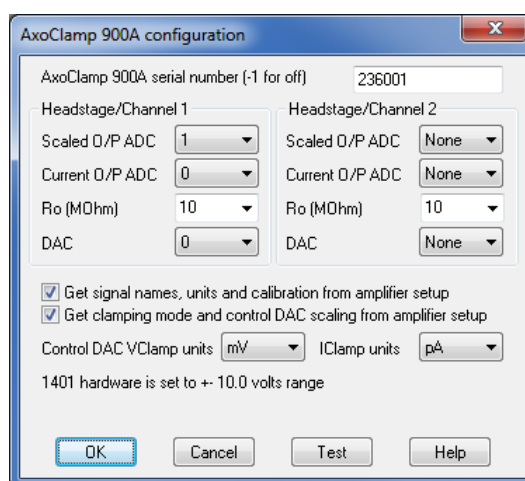 AxoClamp 900A configuration
AxoClamp 900A serial number (-1 for off) 236001
Headstage/Channel 1 Headstage/Channel 2
Scaled O/P ADC 1 Scaled O/P ADC None
Current O/P ADC 0 Current O/P ADC None
Ro (MOhm) 10 Ro (MOhm) 10
DAC 0 DAC None
Get signal names, units and calibration from amplifier setup
Get clamping mode and control DAC scaling from amplifier setup
Control DAC VClamp units mV IClamp units pA
1401 hardware is set to +- 10.0 volts range
OK Cancel Test Help